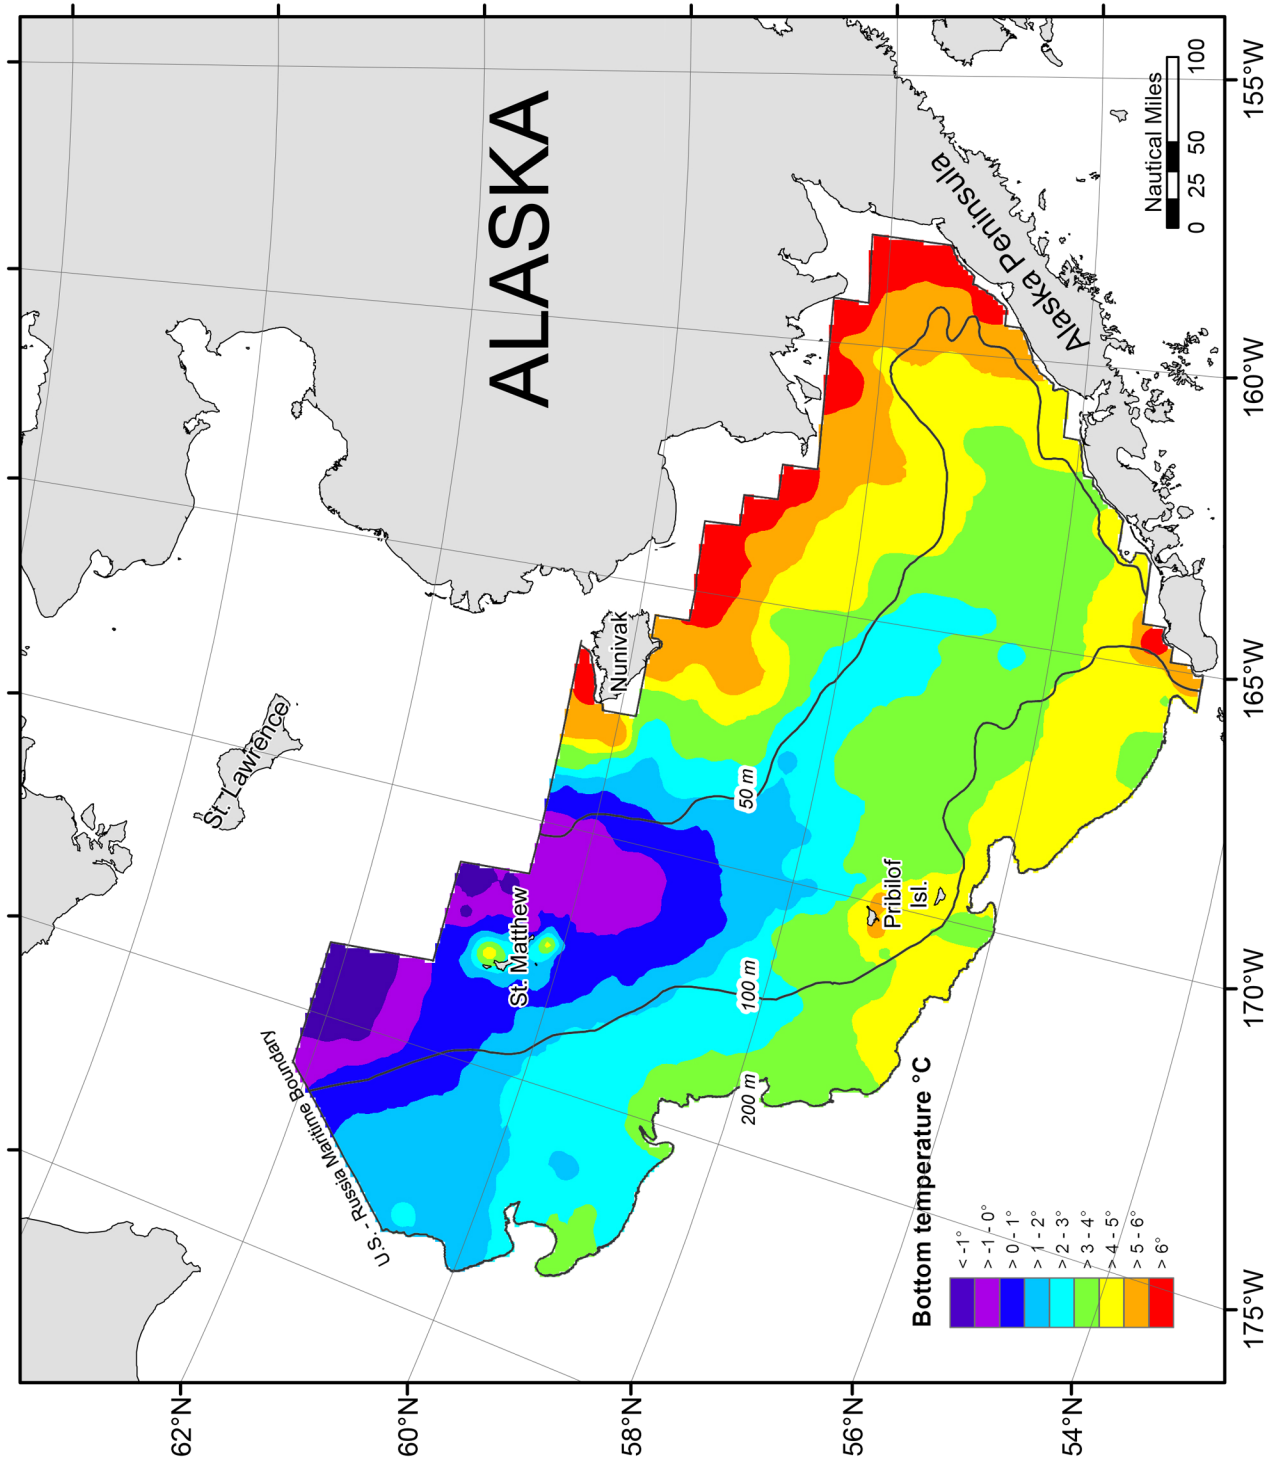 ALASKA
St. Lawrence
Nunivak
St. Matthew
Pribilof
Isl.
Alaska Peninsula
U.S. - Russia Maritime Boundary
50 m
100 m
200 m
Nautical Miles
0 25 50 100
Bottom temperature °C
< -1°
> -1 - 0°
> 0 - 1°
> 1 - 2°
> 2 - 3°
> 3 - 4°
> 4 - 5°
> 5 - 6°
> 6°
62°N
60°N
58°N
56°N
54°N
175°W
170°W
165°W
160°W
155°W